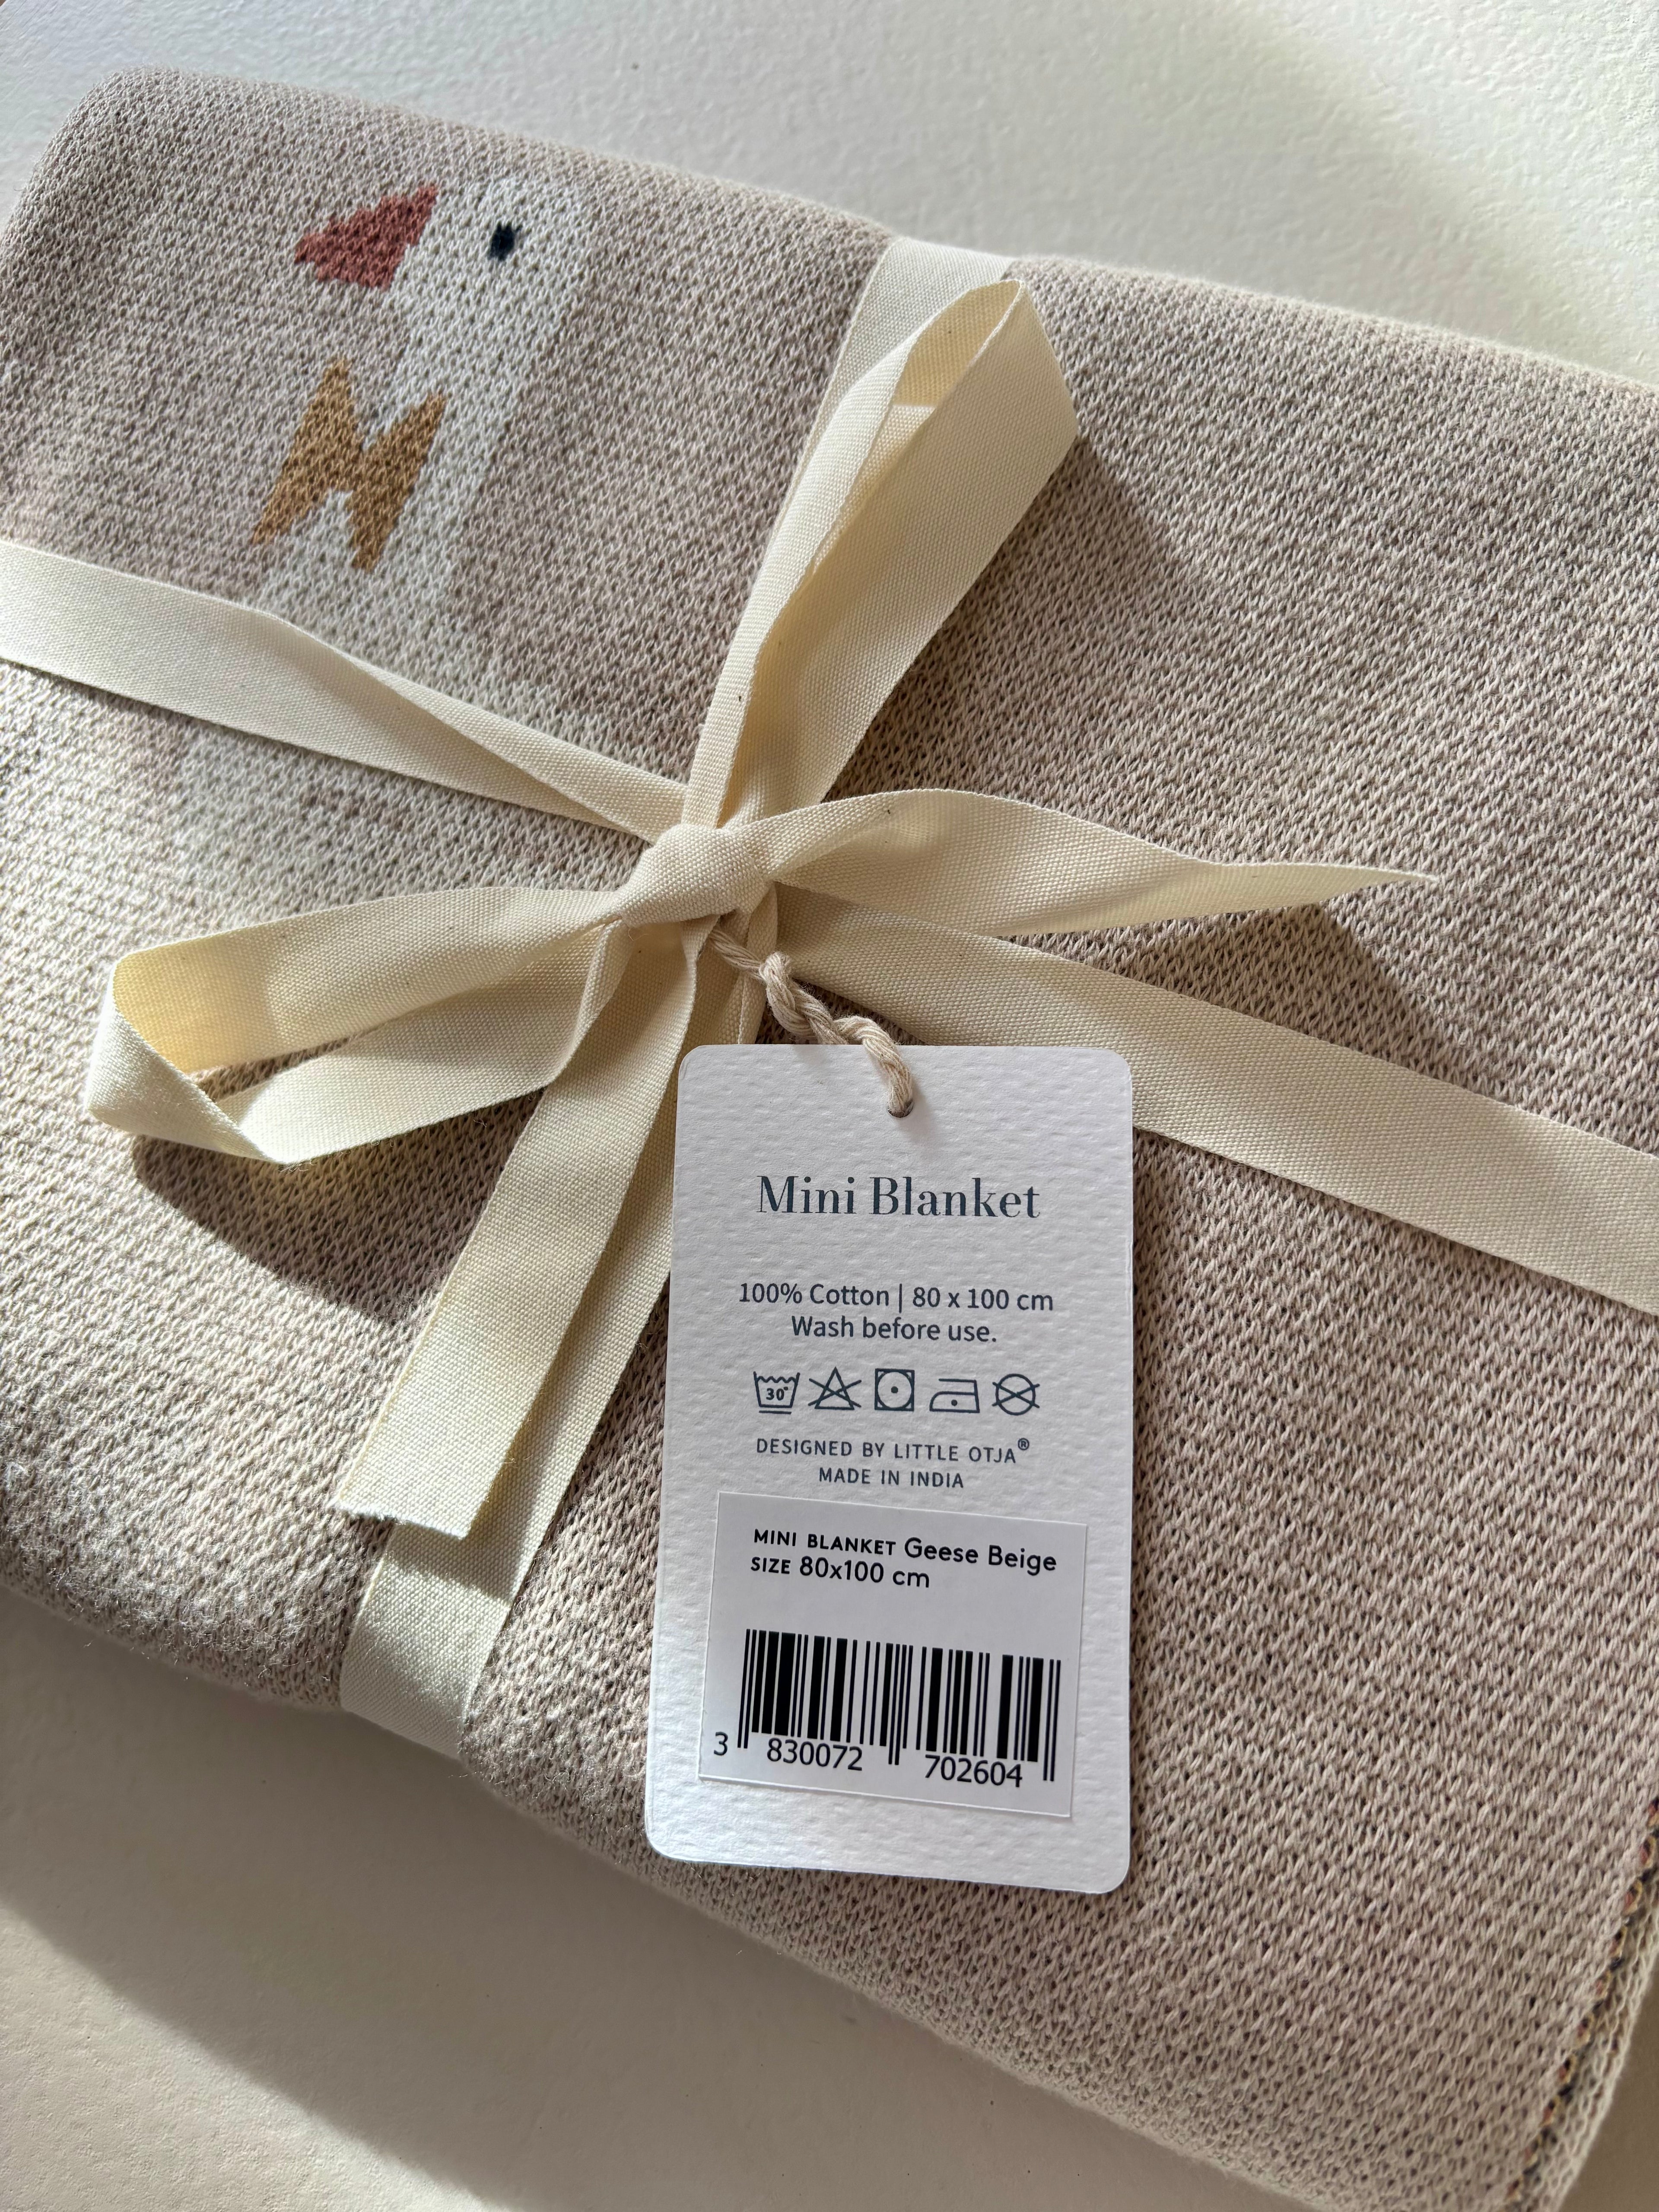 Mini Blanket
100% Cotton | 80 x 100 cm
Wash before use.
30°
DESIGNED BY LITTLE OTJA®
MADE IN INDIA
MINI BLANKET Geese Beige
SIZE 80x100 cm
3 830072 702604